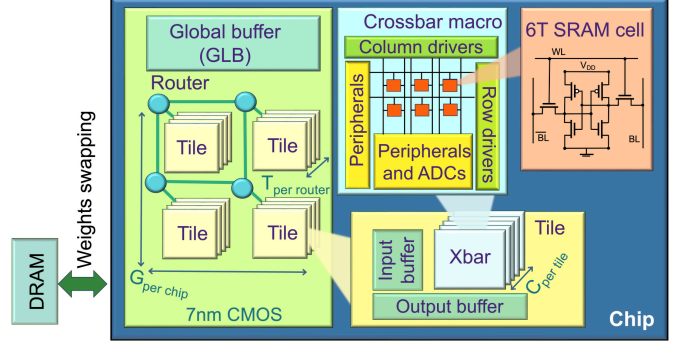 Global buffer
(GLB)
Router
Tile
Tile
T per router
Tile
Tile
G per chip
7nm CMOS
DRAM
Weights swapping
Crossbar macro
Column drivers
Peripherals
Row drivers
Peripherals
and ADCs
6T SRAM cell
WL
VDD
BL
BL
Tile
Input
buffer
Xbar
C per tile
Output buffer
Chip